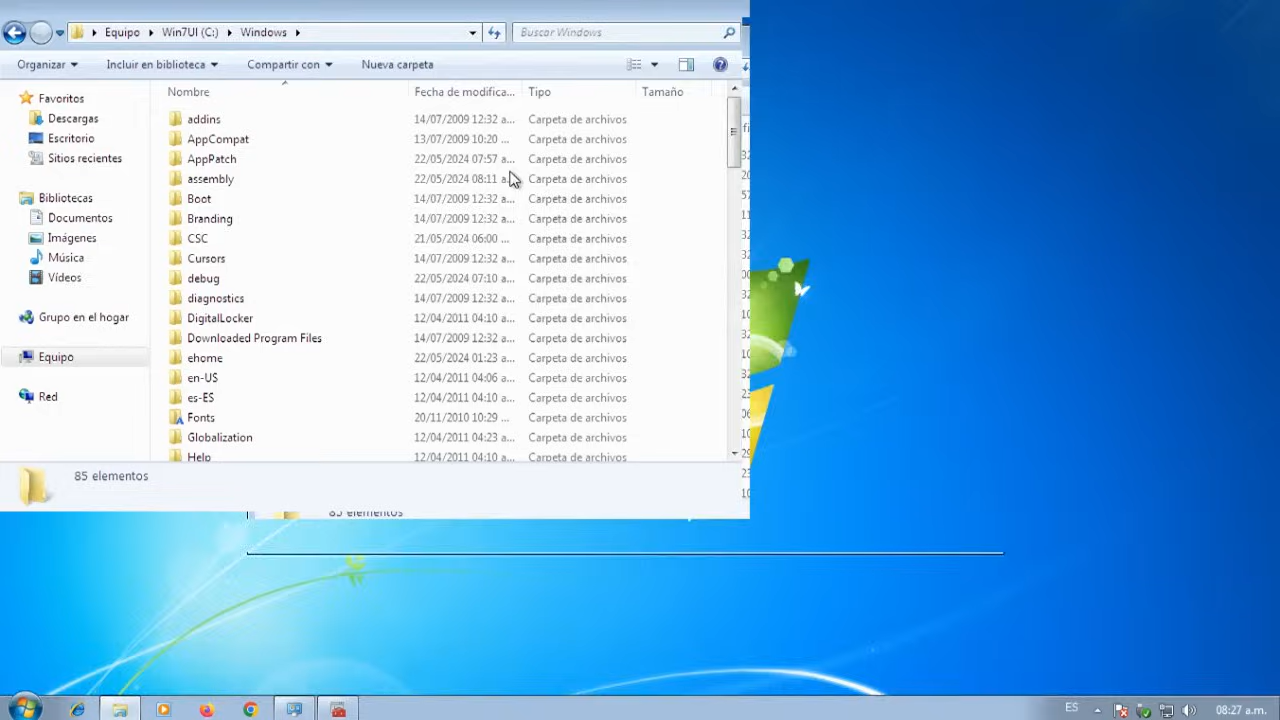 Equipo Win7UI (C:) Windows
Buscar Windows
Organizar Incluir en biblioteca Compartir con Nueva carpeta
Nombre Fecha de modifica... Tipo Tamaño
Favoritos
Descargas
Escritorio
Sitios recientes
Bibliotecas
Documentos
Imágenes
Música
Vídeos
Grupo en el hogar
Equipo
Red
addins 14/07/2009 12:32 a... Carpeta de archivos
AppCompat 13/07/2009 10:20 ... Carpeta de archivos
AppPatch 22/05/2024 07:57 a... Carpeta de archivos
assembly 22/05/2024 08:11 a... Carpeta de archivos
Boot 14/07/2009 12:32 a... Carpeta de archivos
Branding 14/07/2009 12:32 a... Carpeta de archivos
CSC 21/05/2024 06:00 ... Carpeta de archivos
Cursors 14/07/2009 12:32 a... Carpeta de archivos
debug 22/05/2024 07:10 a... Carpeta de archivos
diagnostics 14/07/2009 12:32 a... Carpeta de archivos
DigitalLocker 12/04/2011 04:10 a... Carpeta de archivos
Downloaded Program Files 14/07/2009 12:32 a... Carpeta de archivos
ehome 22/05/2024 01:23 a... Carpeta de archivos
en-US 12/04/2011 04:06 a... Carpeta de archivos
es-ES 12/04/2011 04:10 a... Carpeta de archivos
Fonts 20/11/2010 10:29 ... Carpeta de archivos
Globalization 12/04/2011 04:23 a... Carpeta de archivos
Help 12/04/2011 04:10 a... Carpeta de archivos
85 elementos
85 elementos
ES 08:27 a.m.